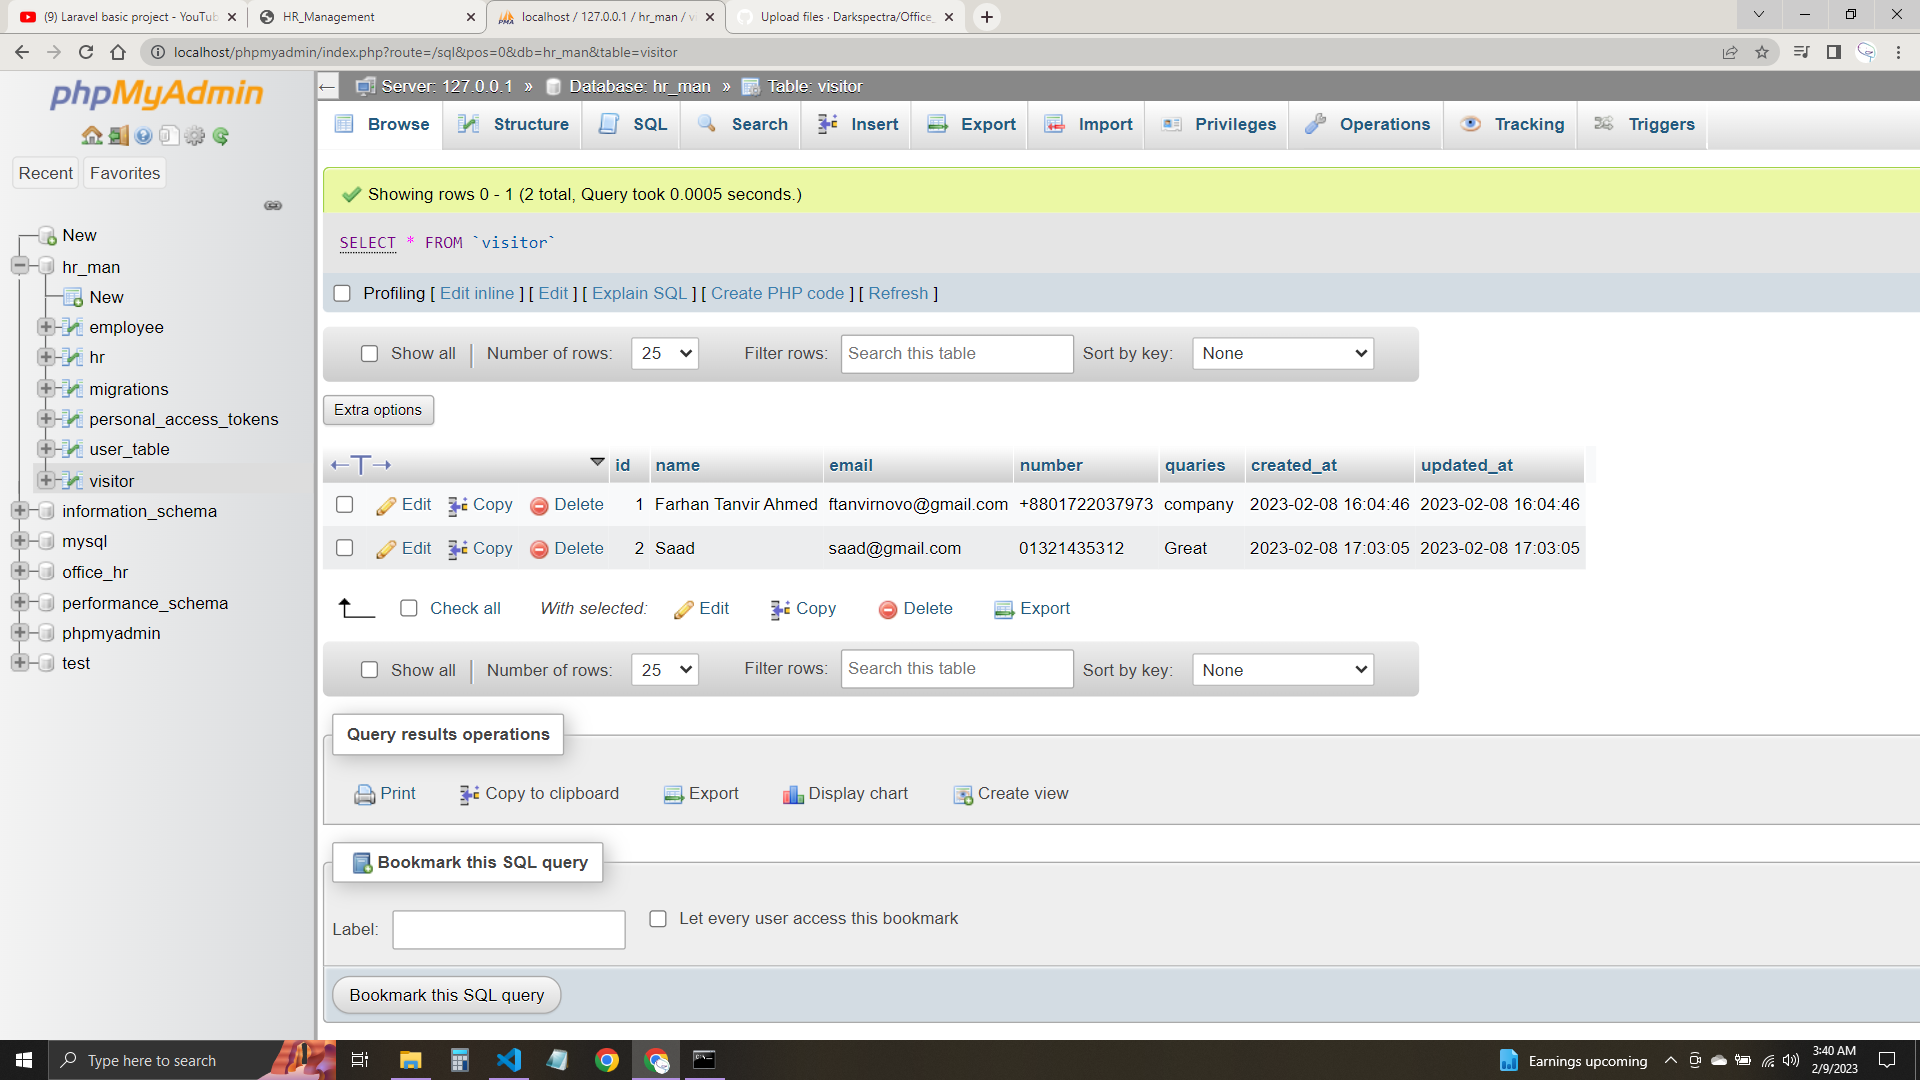 (9) Laravel basic project - YouTub
HR_Management
localhost / 127.0.0.1 / hr_man / vi
Upload files · Darkspectra/Office_
localhost/phpmyadmin/index.php?route=/sql&pos=0&db=hr_man&table=visitor
phpMyAdmin
Recent
Favorites
New
hr_man
New
employee
hr
migrations
personal_access_tokens
user_table
visitor
information_schema
mysql
office_hr
performance_schema
phpmyadmin
test
Server: 127.0.0.1 » Database: hr_man » Table: visitor
Browse
Structure
SQL
Search
Insert
Export
Import
Privileges
Operations
Tracking
Triggers
Showing rows 0 - 1 (2 total, Query took 0.0005 seconds.)
SELECT * FROM `visitor`
Profiling [ Edit inline ] [ Edit ] [ Explain SQL ] [ Create PHP code ] [ Refresh ]
Show all
Number of rows: 25
Filter rows: Search this table
Sort by key: None
Extra options
←T→ id name email number quaries created_at updated_at
Edit Copy Delete 1 Farhan Tanvir Ahmed ftanvirnovo@gmail.com +8801722037973 company 2023-02-08 16:04:46 2023-02-08 16:04:46
Edit Copy Delete 2 Saad saad@gmail.com 01321435312 Great 2023-02-08 17:03:05 2023-02-08 17:03:05
Check all With selected: Edit Copy Delete Export
Show all
Number of rows: 25
Filter rows: Search this table
Sort by key: None
Query results operations
Print Copy to clipboard Export Display chart Create view
Bookmark this SQL query
Label:
Let every user access this bookmark
Bookmark this SQL query
Type here to search
Earnings upcoming
3:40 AM
2/9/2023